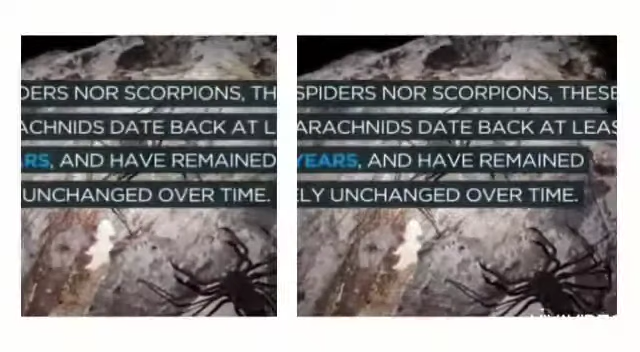 DERS NOR SCORPIONS, TH
ACHNIDS DATE BACK AT L
RS, AND HAVE REMAINED
UNCHANGED OVER TIME.
SPIDERS NOR SCORPIONS, THESE
ARACHNIDS DATE BACK AT LEAS
YEARS, AND HAVE REMAINED
ELY UNCHANGED OVER TIME.